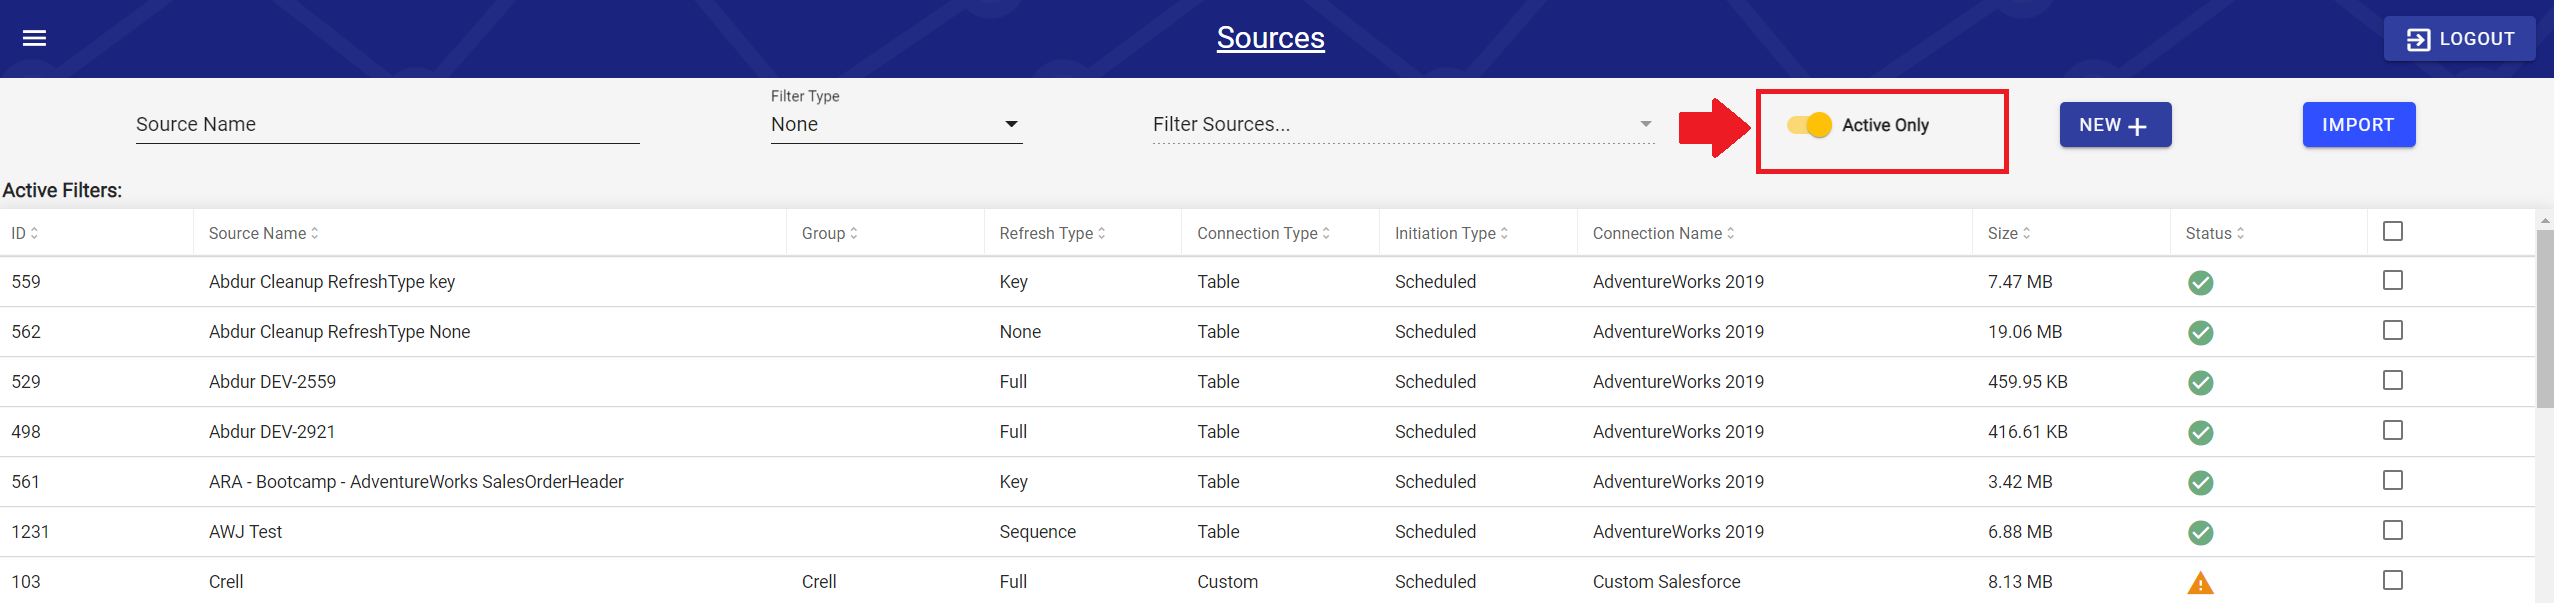 Sources
LOGOUT
Source Name
Filter Type
None
Filter Sources...
Active Only
NEW
IMPORT
Active Filters:
ID Source Name Group Refresh Type Connection Type Initiation Type Connection Name Size Status
559 Abdur Cleanup RefreshType key Key Table Scheduled AdventureWorks 2019 7.47 MB
562 Abdur Cleanup RefreshType None None Table Scheduled AdventureWorks 2019 19.06 MB
529 Abdur DEV-2559 Full Table Scheduled AdventureWorks 2019 459.95 KB
498 Abdur DEV-2921 Full Table Scheduled AdventureWorks 2019 416.61 KB
561 ARA - Bootcamp - AdventureWorks SalesOrderHeader Key Table Scheduled AdventureWorks 2019 3.42 MB
1231 AWJ Test Sequence Table Scheduled AdventureWorks 2019 6.88 MB
103 Crell Crell Full Custom Scheduled Custom Salesforce 8.13 MB